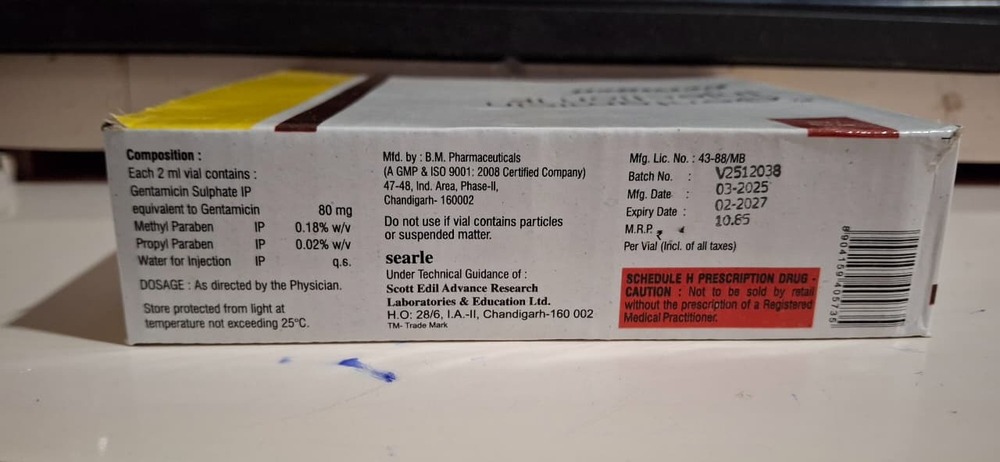 Composition :
Each 2 ml vial contains :
Gentamicin Sulphate IP
equivalent to Gentamicin 80 mg
Methyl Paraben IP 0.18% w/v
Propyl Paraben IP 0.02% w/v
Water for Injection IP q.s.
DOSAGE : As directed by the Physician.
Store protected from light at
temperature not exceeding 25°C.
Mfd. by : B.M. Pharmaceuticals
(A GMP & ISO 9001: 2008 Certified Company)
47-48, Ind. Area, Phase-II,
Chandigarh- 160002
Do not use if vial contains particles
or suspended matter.
searle
Under Technical Guidance of :
Scott Edil Advance Research
Laboratories & Education Ltd.
H.O: 28/6, I.A.-II, Chandigarh-160 002
TM- Trade Mark
Mfg. Lic. No. : 43-88/MB
Batch No. : V2512038
Mfg. Date : 03-2025
Expiry Date : 02-2027
M.R.P. ₹ 10.85
Per Vial (Incl. of all taxes)
SCHEDULE H PRESCRIPTION DRUG -
CAUTION : Not to be sold by retail
without the prescription of a Registered
Medical Practitioner.
8904159405735